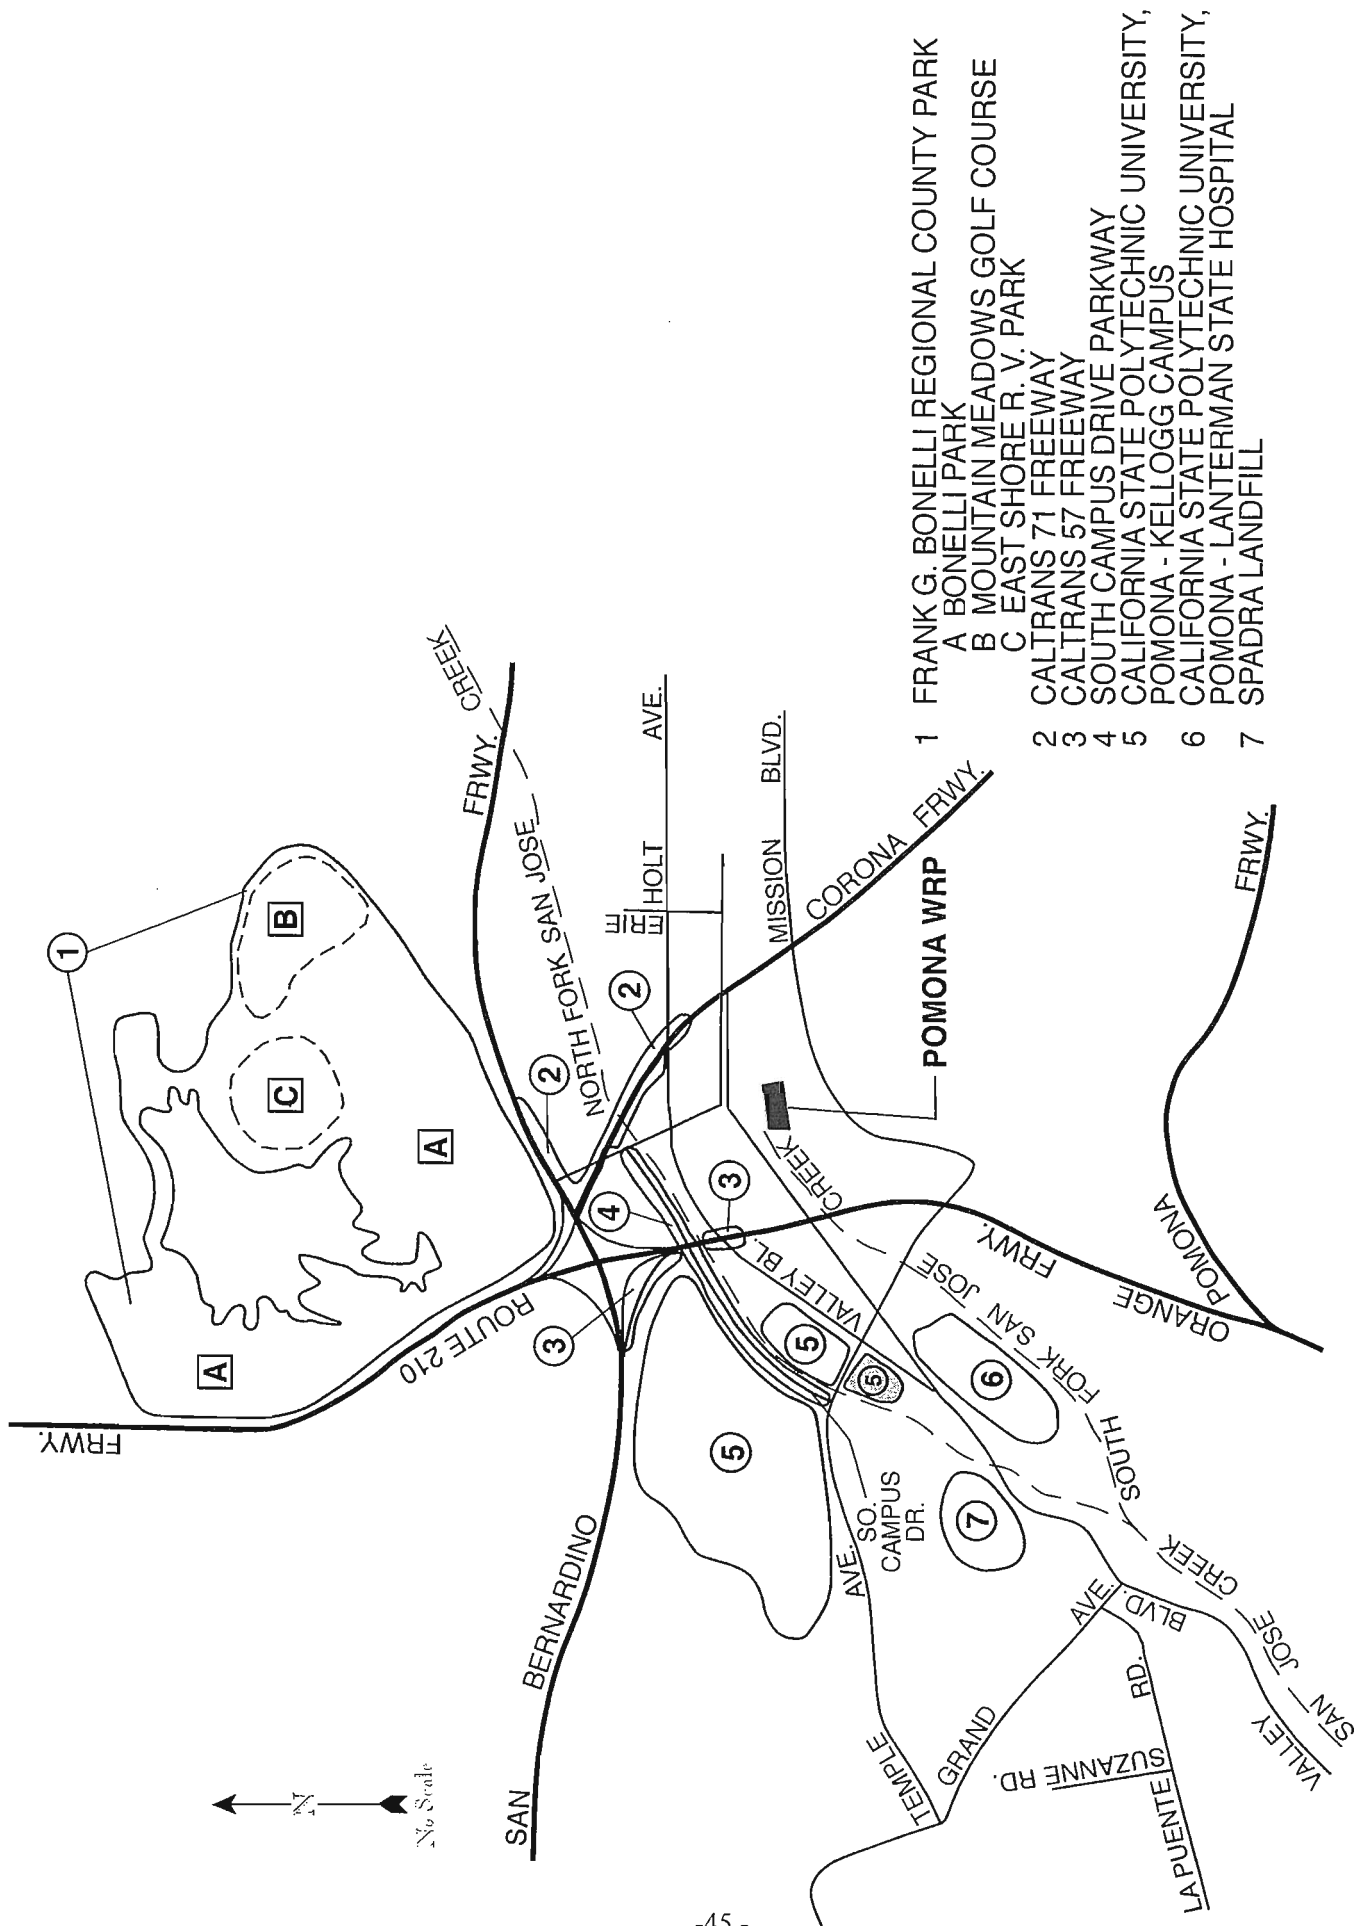 FRANK G. BONELLI REGIONAL COUNTY PARK
1
A BONELLI PARK
B MOUNTAIN MEADOWS GOLF COURSE
C EAST SHORE R. V. PARK
2 CALTRANS 71 FREEWAY
3 CALTRANS 57 FREEWAY
4 SOUTH CAMPUS DRIVE PARKWAY
5 CALIFORNIA STATE POLYTECHNIC UNIVERSITY,
POMONA - KELLOGG CAMPUS
6 CALIFORNIA STATE POLYTECHNIC UNIVERSITY,
POMONA - LANTERMAN STATE HOSPITAL
7 SPADRA LANDFILL
N
No Scale
SAN BERNARDINO FRWY.
ROUTE 210 FRWY.
NORTH FORK SAN JOSE CREEK
HOLT AVE.
ERIE
MISSION BLVD.
CORONA FRWY.
POMONA WRP
VALLEY BL.
ORANGE FRWY.
POMONA FRWY.
SOUTH FORK SAN JOSE CREEK
SO.
CAMPUS
DR.
TEMPLE AVE.
GRAND AVE.
SUZANNE RD.
LA PUENTE RD.
VALLEY BLVD.
SAN JOSE CREEK
1
A
A
B
C
2
2
3
3
4
5
5
5
6
7
-45-